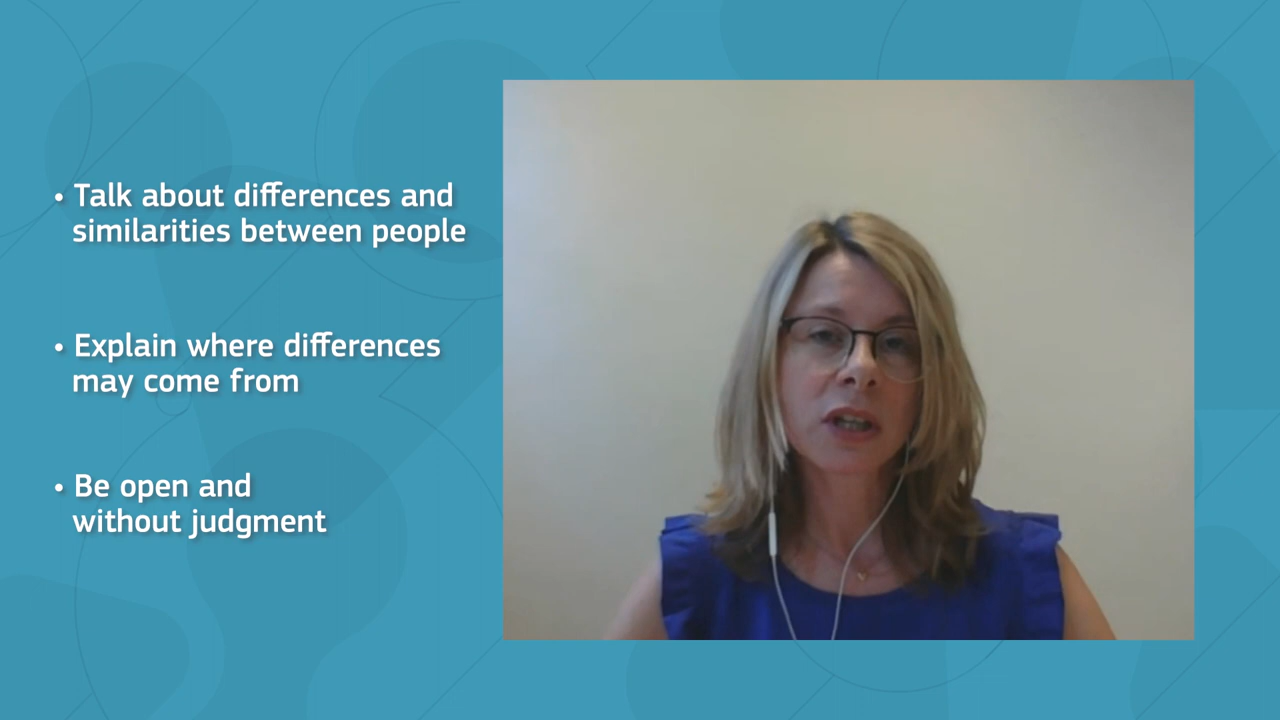 • Talk about differences and
similarities between people
• Explain where differences
may come from
• Be open and
without judgment